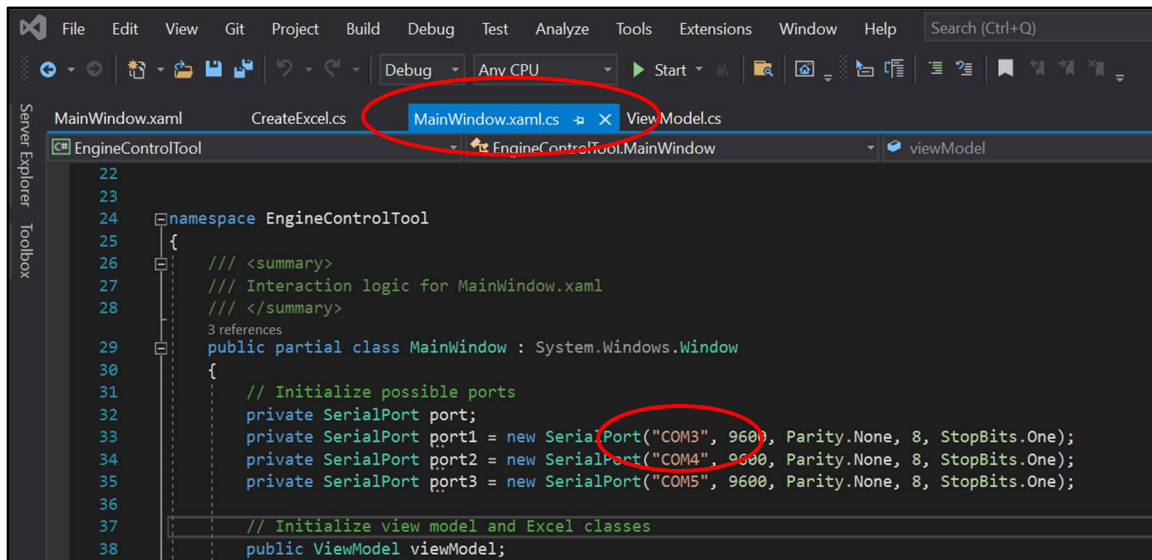 File Edit View Git Project Build Debug Test Analyze Tools Extensions Window Help Search (Ctrl+Q)
Debug Any CPU Start
MainWindow.xaml CreateExcel.cs MainWindow.xaml.cs ViewModel.cs
C# EngineControlTool EngineControlTool.MainWindow viewModel
Server Explorer
Toolbox
22
23
24 namespace EngineControlTool
25 {
26 /// <summary>
27 /// Interaction logic for MainWindow.xaml
28 /// </summary>
3 references
29 public partial class MainWindow : System.Windows.Window
30 {
31 // Initialize possible ports
32 private SerialPort port;
33 private SerialPort port1 = new SerialPort("COM3", 9600, Parity.None, 8, StopBits.One);
34 private SerialPort port2 = new SerialPort("COM4", 9600, Parity.None, 8, StopBits.One);
35 private SerialPort port3 = new SerialPort("COM5", 9600, Parity.None, 8, StopBits.One);
36
37 // Initialize view model and Excel classes
38 public ViewModel viewModel;